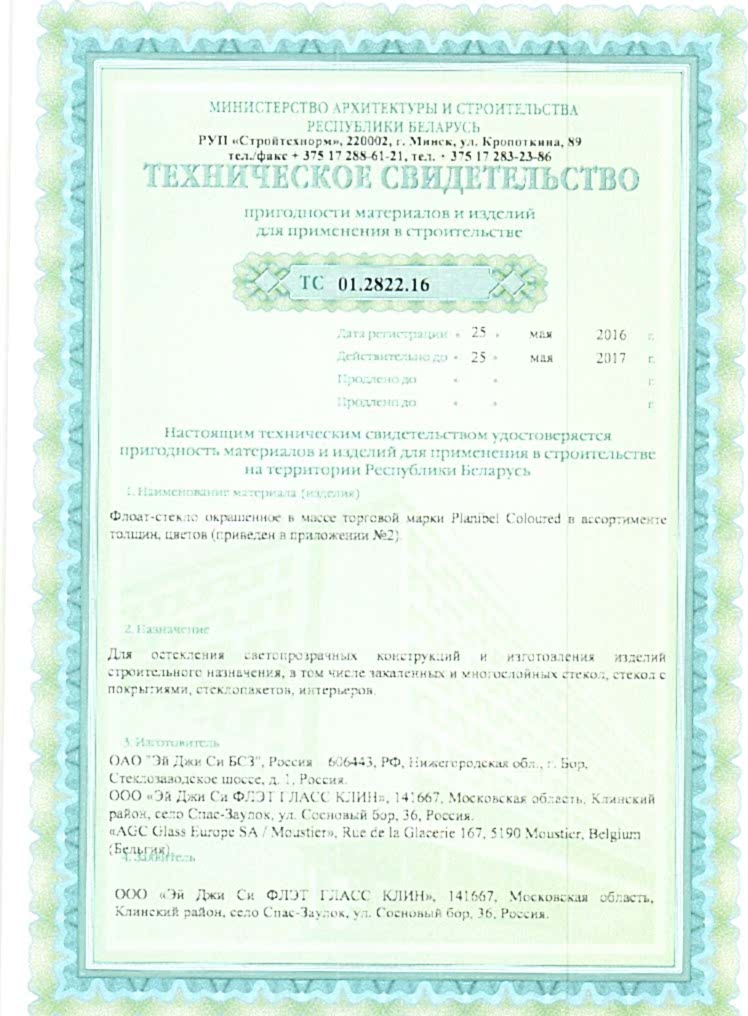 МИНИСТЕРСТВО АРХИТЕКТУРЫ И СТРОИТЕЛЬСТВА
РЕСПУБЛИКИ БЕЛАРУСЬ
РУП «Стройтехнорм», 220002, г. Минск, ул. Кропоткина, 89
тел./факс + 375 17 288-61-21, тел. + 375 17 283-23-86
ТЕХНИЧЕСКОЕ СВИДЕТЕЛЬСТВО
пригодности материалов и изделий
для применения в строительстве
ТС 01.2822.16
Дата регистрации « 25 » мая 2016 г.
Действительно до « 25 » мая 2017 г.
Продлено до « » г.
Продлено до « » г.
Настоящим техническим свидетельством удостоверяется
пригодность материалов и изделий для применения в строительстве
на территории Республики Беларусь
1. Наименование материала (изделия)
Флоат-стекло окрашенное в массе торговой марки Planibel Coloured в ассортименте
толщин, цветов (приведен в приложении №2).
2. Назначение
Для остекления светопрозрачных конструкций и изготовления изделий
строительного назначения, в том числе закаленных и многослойных стекол, стекол с
покрытиями, стеклопакетов, интерьеров.
3. Изготовитель
ОАО "Эй Джи Си БСЗ", Россия 606443, РФ, Нижегородская обл., г. Бор,
Стеклозаводское шоссе, д. 1, Россия.
ООО «Эй Джи Си ФЛЭТ ГЛАСС КЛИН», 141667, Московская область, Клинский
район, село Спас-Заулок, ул. Сосновый бор, 36, Россия.
«AGC Glass Europe SA / Moustier», Rue de la Glacerie 167, 5190 Moustier, Belgium
(Бельгия).
4. Заявитель
ООО «Эй Джи Си ФЛЭТ ГЛАСС КЛИН», 141667, Московская область,
Клинский район, село Спас-Заулок, ул. Сосновый бор, 36, Россия.